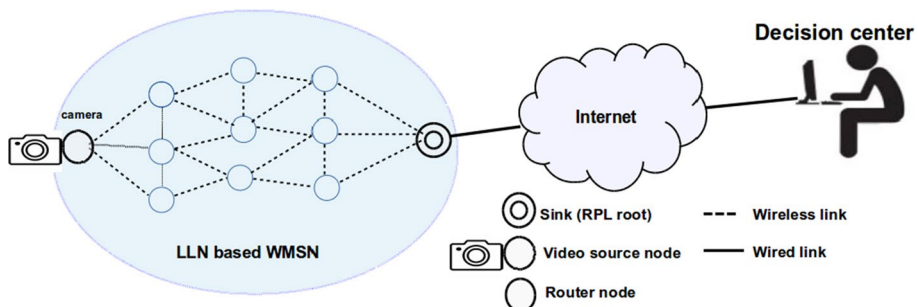 Decision center
camera
Internet
LLN based WMSN
Sink (RPL root)
Wireless link
Video source node
Wired link
Router node